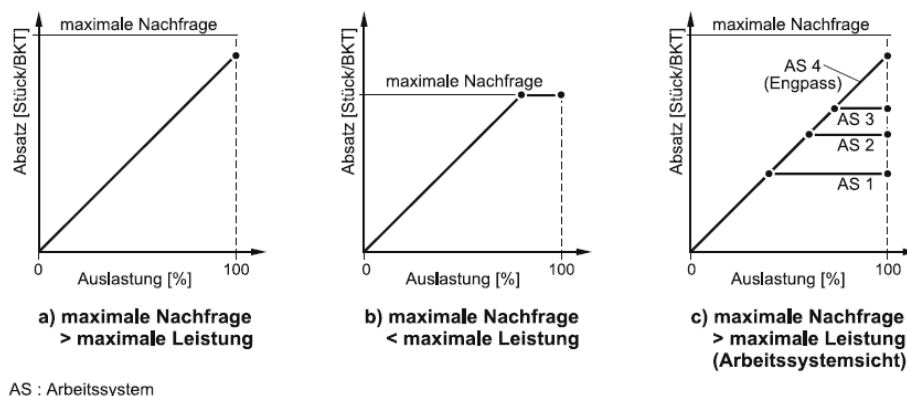 maximale Nachfrage
Absatz [Stück/BKT]
0
100
Auslastung [%]
a) maximale Nachfrage
> maximale Leistung
maximale Nachfrage
Absatz [Stück/BKT]
0
100
Auslastung [%]
b) maximale Nachfrage
< maximale Leistung
maximale Nachfrage
Absatz [Stück/BKT]
AS 4
(Engpass)
AS 3
AS 2
AS 1
0
100
Auslastung [%]
c) maximale Nachfrage
> maximale Leistung
(Arbeitssystemsicht)
AS : Arbeitssystem